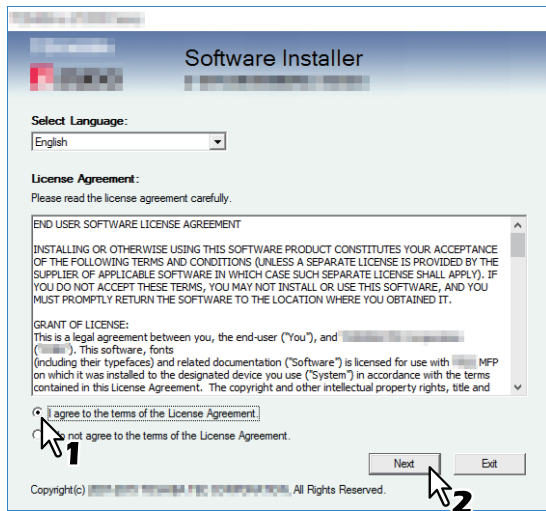 Software Installer
Select Language:
English
License Agreement:
Please read the license agreement carefully.
END USER SOFTWARE LICENSE AGREEMENT
INSTALLING OR OTHERWISE USING THIS SOFTWARE PRODUCT CONSTITUTES YOUR ACCEPTANCE
OF THE FOLLOWING TERMS AND CONDITIONS (UNLESS A SEPARATE LICENSE IS PROVIDED BY THE
SUPPLIER OF APPLICABLE SOFTWARE IN WHICH CASE SUCH SEPARATE LICENSE SHALL APPLY). IF
YOU DO NOT ACCEPT THESE TERMS, YOU MAY NOT INSTALL OR USE THIS SOFTWARE, AND YOU
MUST PROMPTLY RETURN THE SOFTWARE TO THE LOCATION WHERE YOU OBTAINED IT.
GRANT OF LICENSE:
This is a legal agreement between you, the end-user ("You"), and
("). This software, fonts
(including their typefaces) and related documentation ("Software") is licensed for use with MFP
on which it was installed to the designated device you use ("System") in accordance with the terms
contained in this License Agreement. The copyright and other intellectual property rights, title and
I agree to the terms of the License Agreement.
not agree to the terms of the License Agreement.
1
Next
Exit
2
Copyright(c) All Rights Reserved.